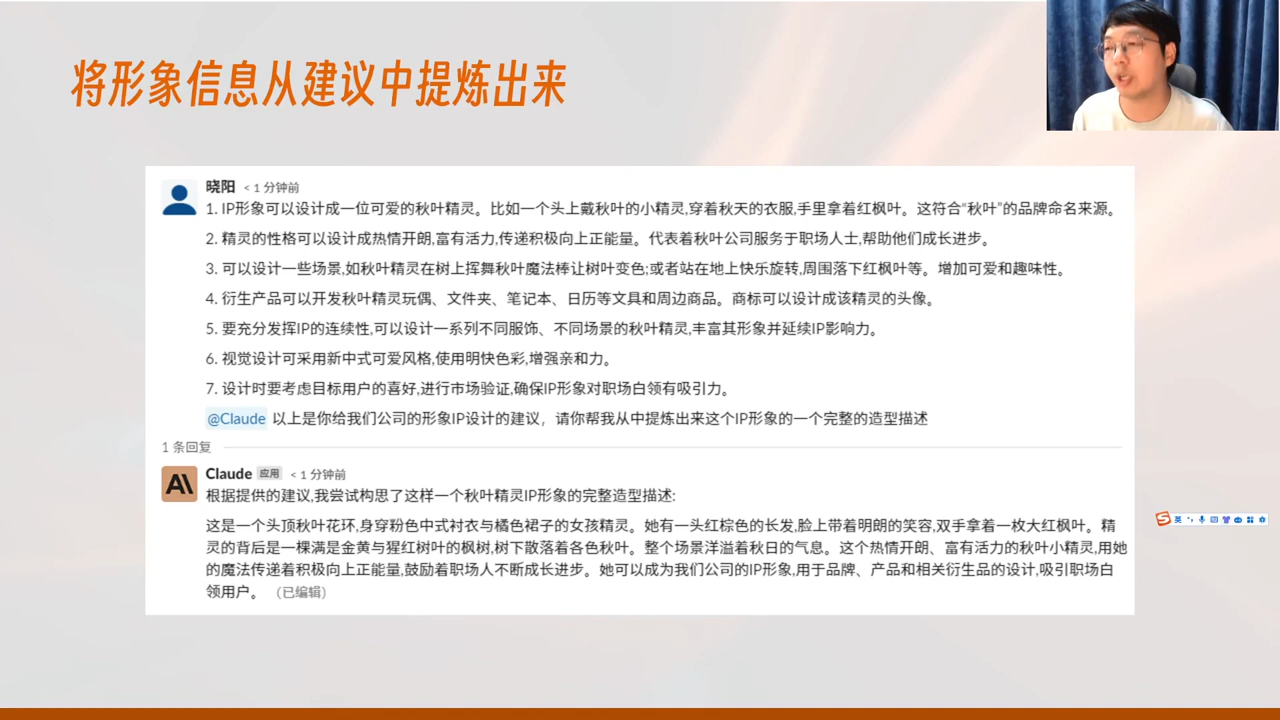 将形象信息从建议中提炼出来
晓阳 < 1 分钟前
1. IP形象可以设计成一位可爱的秋叶精灵。比如一个头上戴秋叶的小精灵,穿着秋天的衣服,手里拿着红枫叶。这符合“秋叶”的品牌命名来源。
2. 精灵的性格可以设计成热情开朗,富有活力,传递积极向上正能量。代表着秋叶公司服务于职场人士,帮助他们成长进步。
3. 可以设计一些场景,如秋叶精灵在树上挥舞秋叶魔法棒让树叶变色;或者站在地上快乐旋转,周围落下红枫叶等。增加可爱和趣味性。
4. 衍生产品可以开发秋叶精灵玩偶、文件夹、笔记本、日历等文具和周边商品。商标可以设计成该精灵的头像。
5. 要充分发挥IP的连续性,可以设计一系列不同服饰、不同场景的秋叶精灵,丰富其形象并延续IP影响力。
6. 视觉设计可采用新中式可爱风格,使用明快色彩,增强亲和力。
7. 设计时要考虑目标用户的喜好,进行市场验证,确保IP形象对职场白领有吸引力。
@Claude 以上是你给我们公司的形象IP设计的建议，请你帮我从中提炼出来这个IP形象的一个完整的造型描述
1 条回复
Claude 应用 < 1 分钟前
根据提供的建议,我尝试构思了这样一个秋叶精灵IP形象的完整造型描述:
这是一个头顶秋叶花环,身穿粉色中式衬衣与橘色裙子的女孩精灵。她有一头红棕色的长发,脸上带着明朗的笑容,双手拿着一枚大红枫叶。精
灵的背后是一棵满是金黄与猩红树叶的枫树,树下散落着各色秋叶。整个场景洋溢着秋日的气息。这个热情开朗、富有活力的秋叶小精灵,用她
的魔法传递着积极向上正能量,鼓励着职场人不断成长进步。她可以成为我们公司的IP形象,用于品牌、产品和相关衍生品的设计,吸引职场白
领用户。 （已编辑）
英